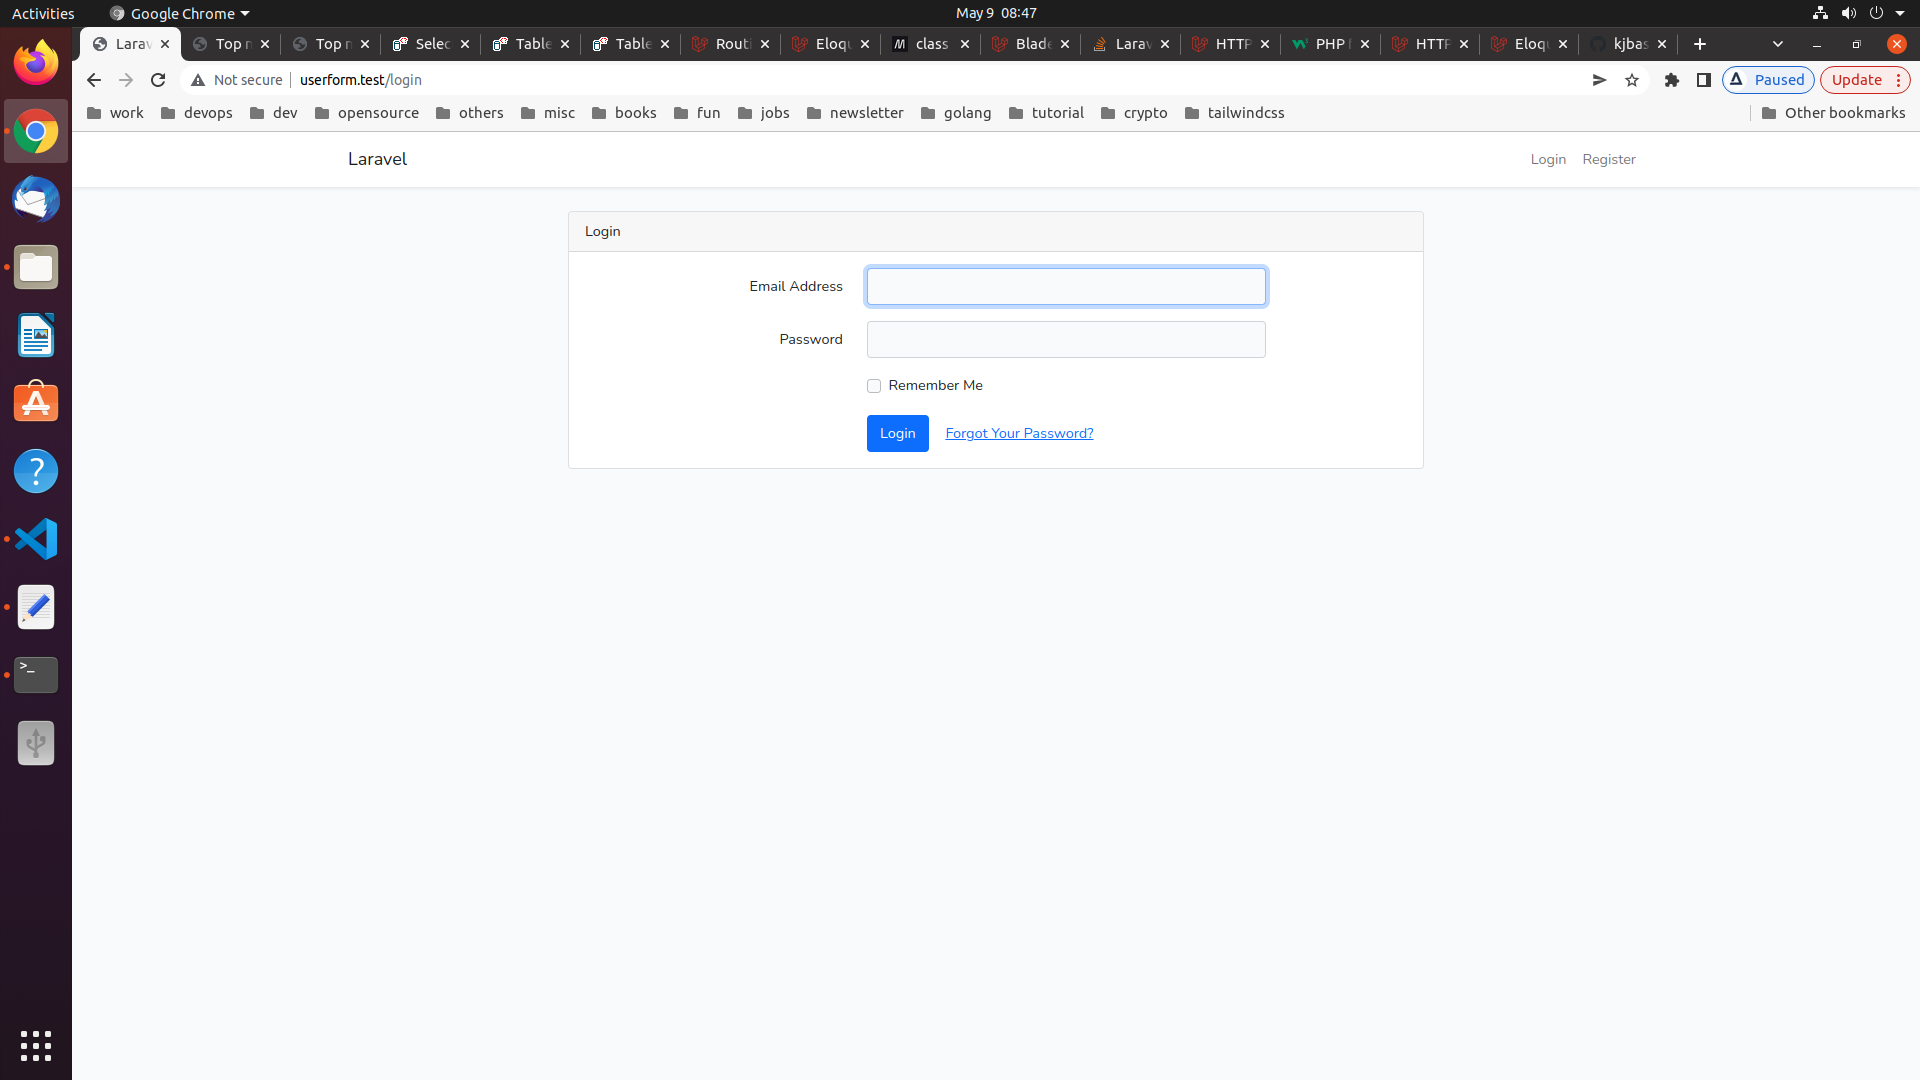 Activities
Google Chrome
May 9 08:47
Larav
Top n
Top n
Selec
Table
Table
Routi
Eloqu
class
Blade
Larav
HTTP
PHP
HTTP
Eloqu
kjbas
Not secure
userform.test/login
Paused
Update
work
devops
dev
opensource
others
misc
books
fun
jobs
newsletter
golang
tutorial
crypto
tailwindcss
Other bookmarks
Laravel
Login
Register
Login
Email Address
Password
Remember Me
Login
Forgot Your Password?